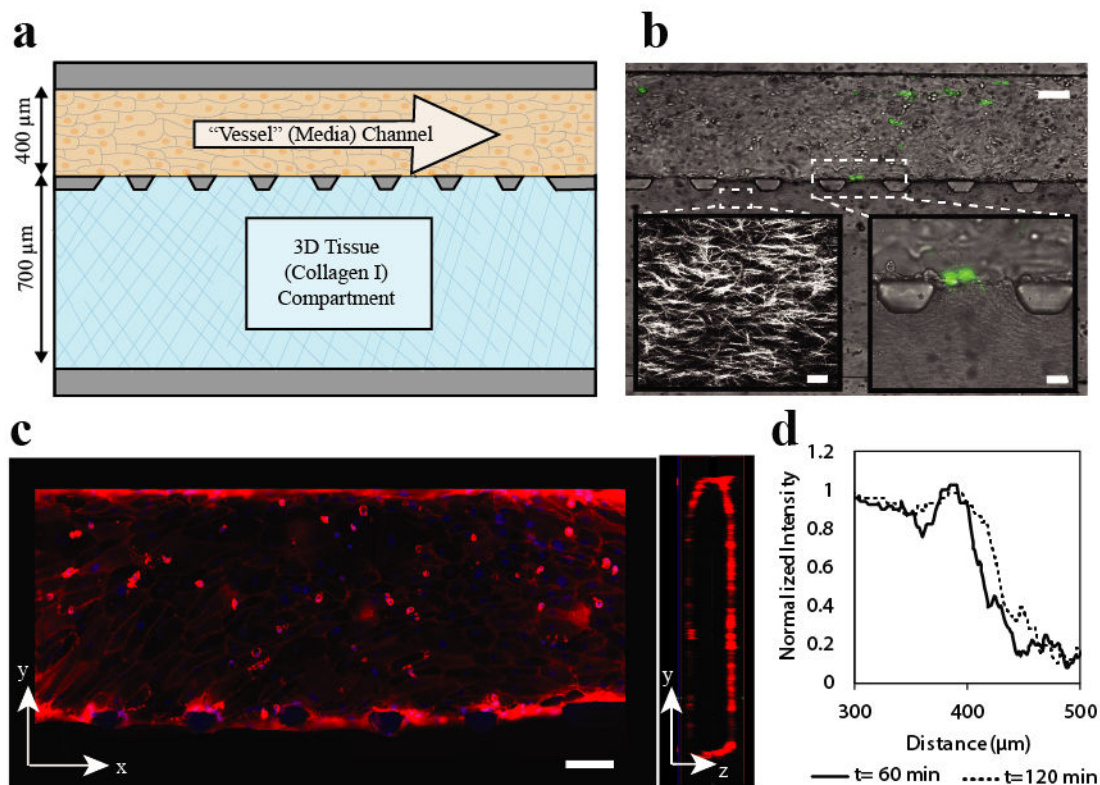 a
400 µm
700 µm
“Vessel” (Media) Channel
3D Tissue
(Collagen I)
Compartment
b
c
y
x
y
z
d
Normalized Intensity
1.2
1
0.8
0.6
0.4
0.2
0
300
400
500
Distance (µm)
t= 60 min
t=120 min